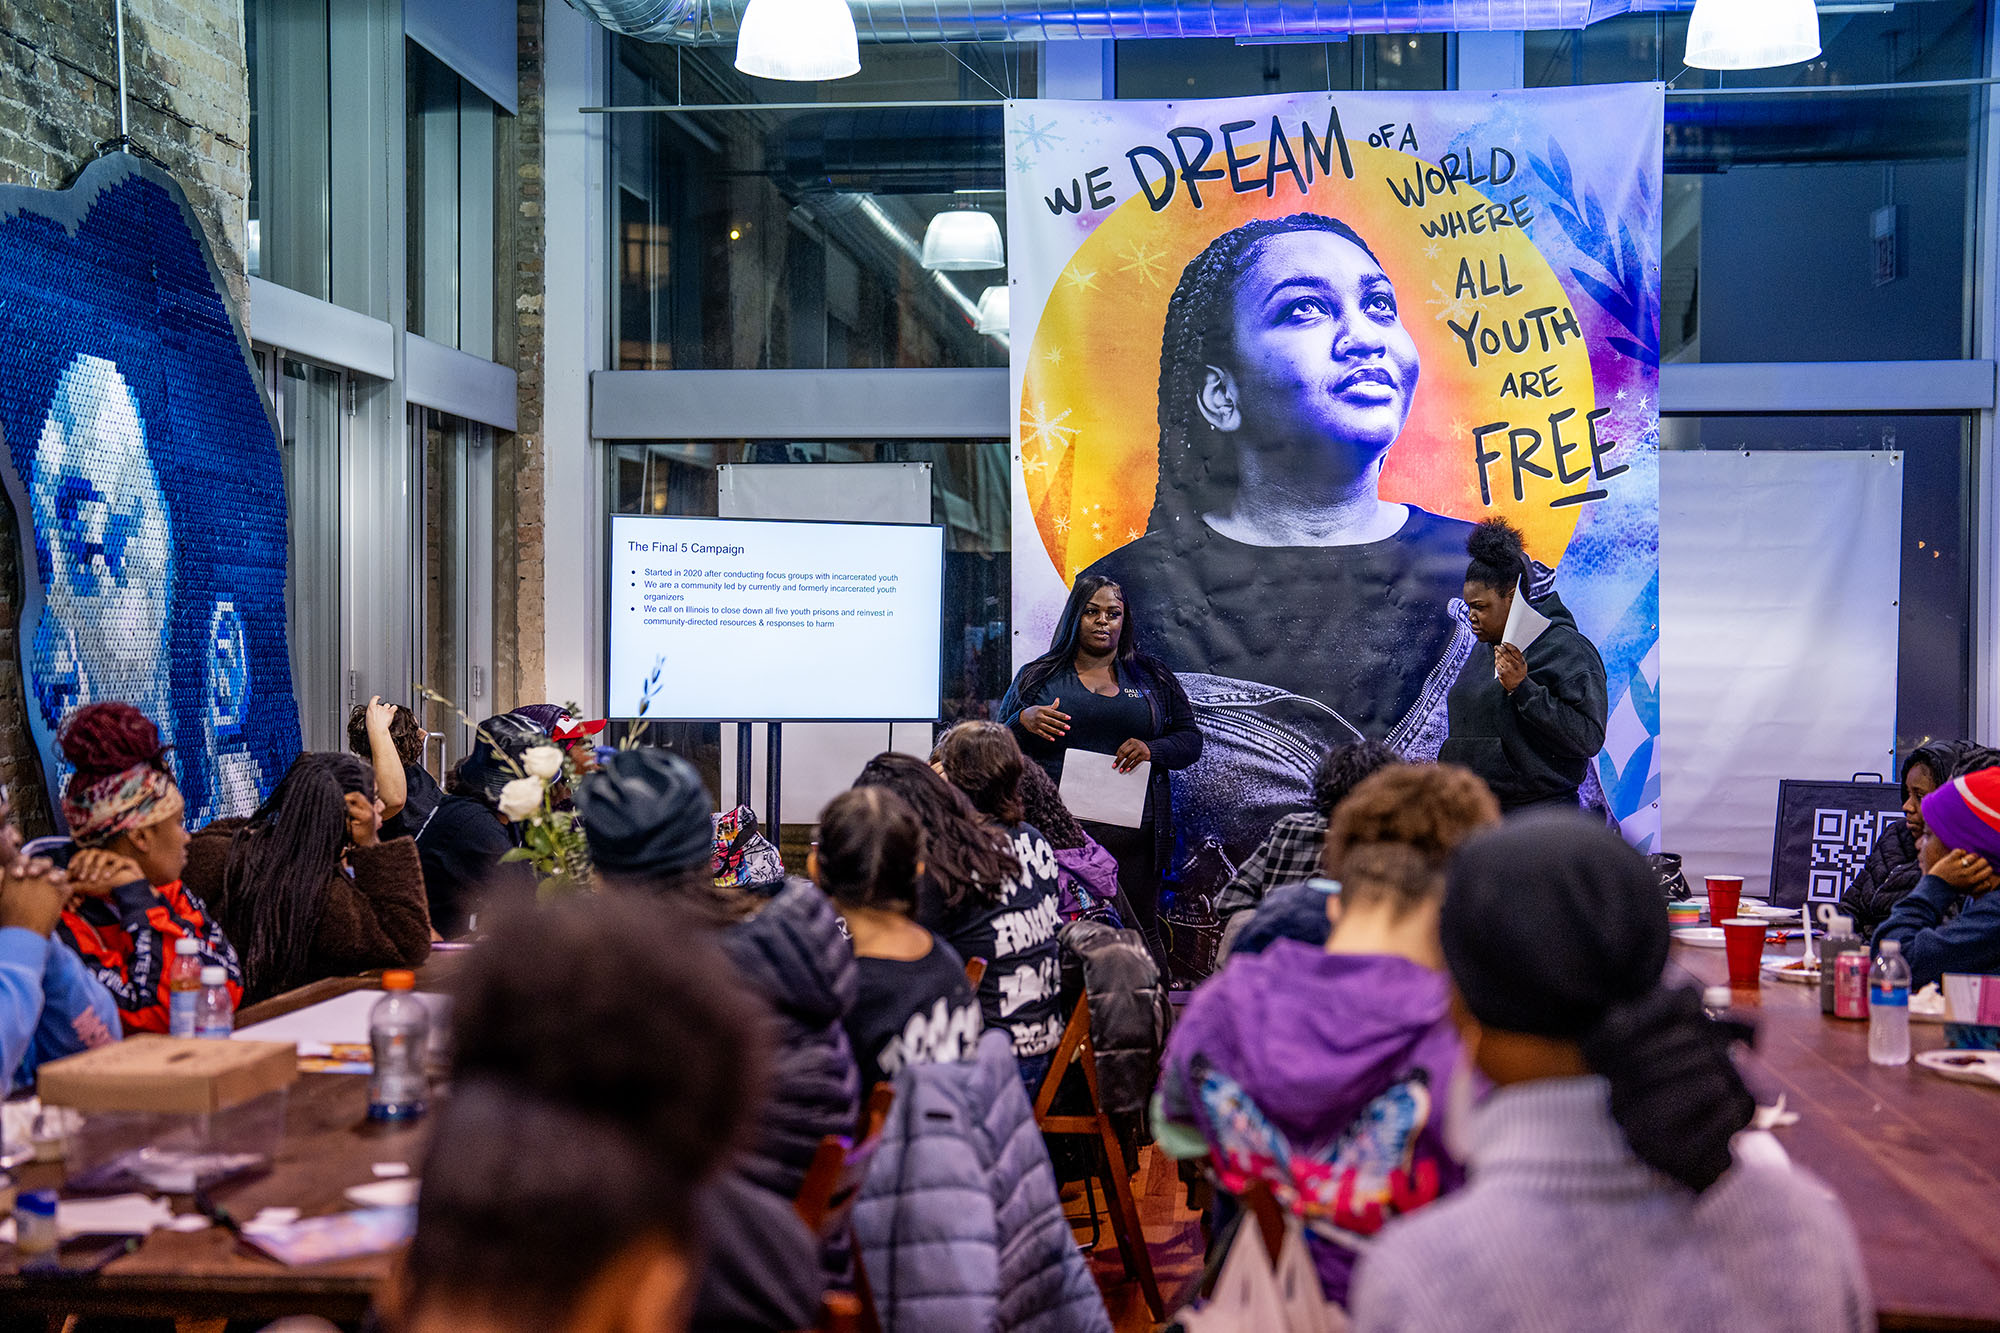 WE DREAM OF A
WORLD
WHERE
ALL
YOUTH
ARE
FREE
The Final 5 Campaign
● Started in 2020 after conducting focus groups with incarcerated youth
● We are a community led by currently and formerly incarcerated youth
organizers
● We call on Illinois to close down all five youth prisons and reinvest in
community-directed resources & responses to harm